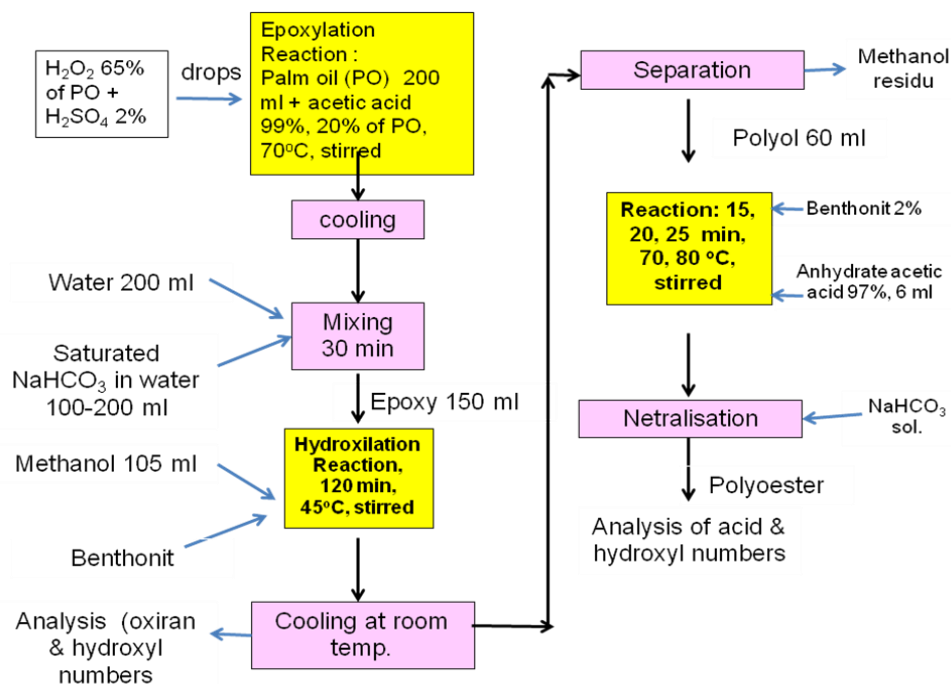 H₂O₂ 65%
of PO +
H₂SO₄ 2%
drops
Epoxylation
Reaction :
Palm oil (PO)  200
ml + acetic acid
99%, 20% of PO,
70°C, stirred
cooling
Water 200 ml
Saturated
NaHCO₃ in water
100-200 ml
Mixing
30 min
Epoxy 150 ml
Methanol 105 ml
Benthonit
Hydroxilation
Reaction,
120 min,
45°C, stirred
Analysis  (oxiran
& hydroxyl
numbers
Cooling at room
temp.
Separation
Methanol
residu
Polyol 60 ml
Reaction: 15,
20, 25  min,
70, 80 °C,
stirred
Benthonit 2%
Anhydrate acetic
acid 97%, 6 ml
Netralisation
NaHCO₃
sol.
Polyoester
Analysis of acid &
hydroxyl numbers